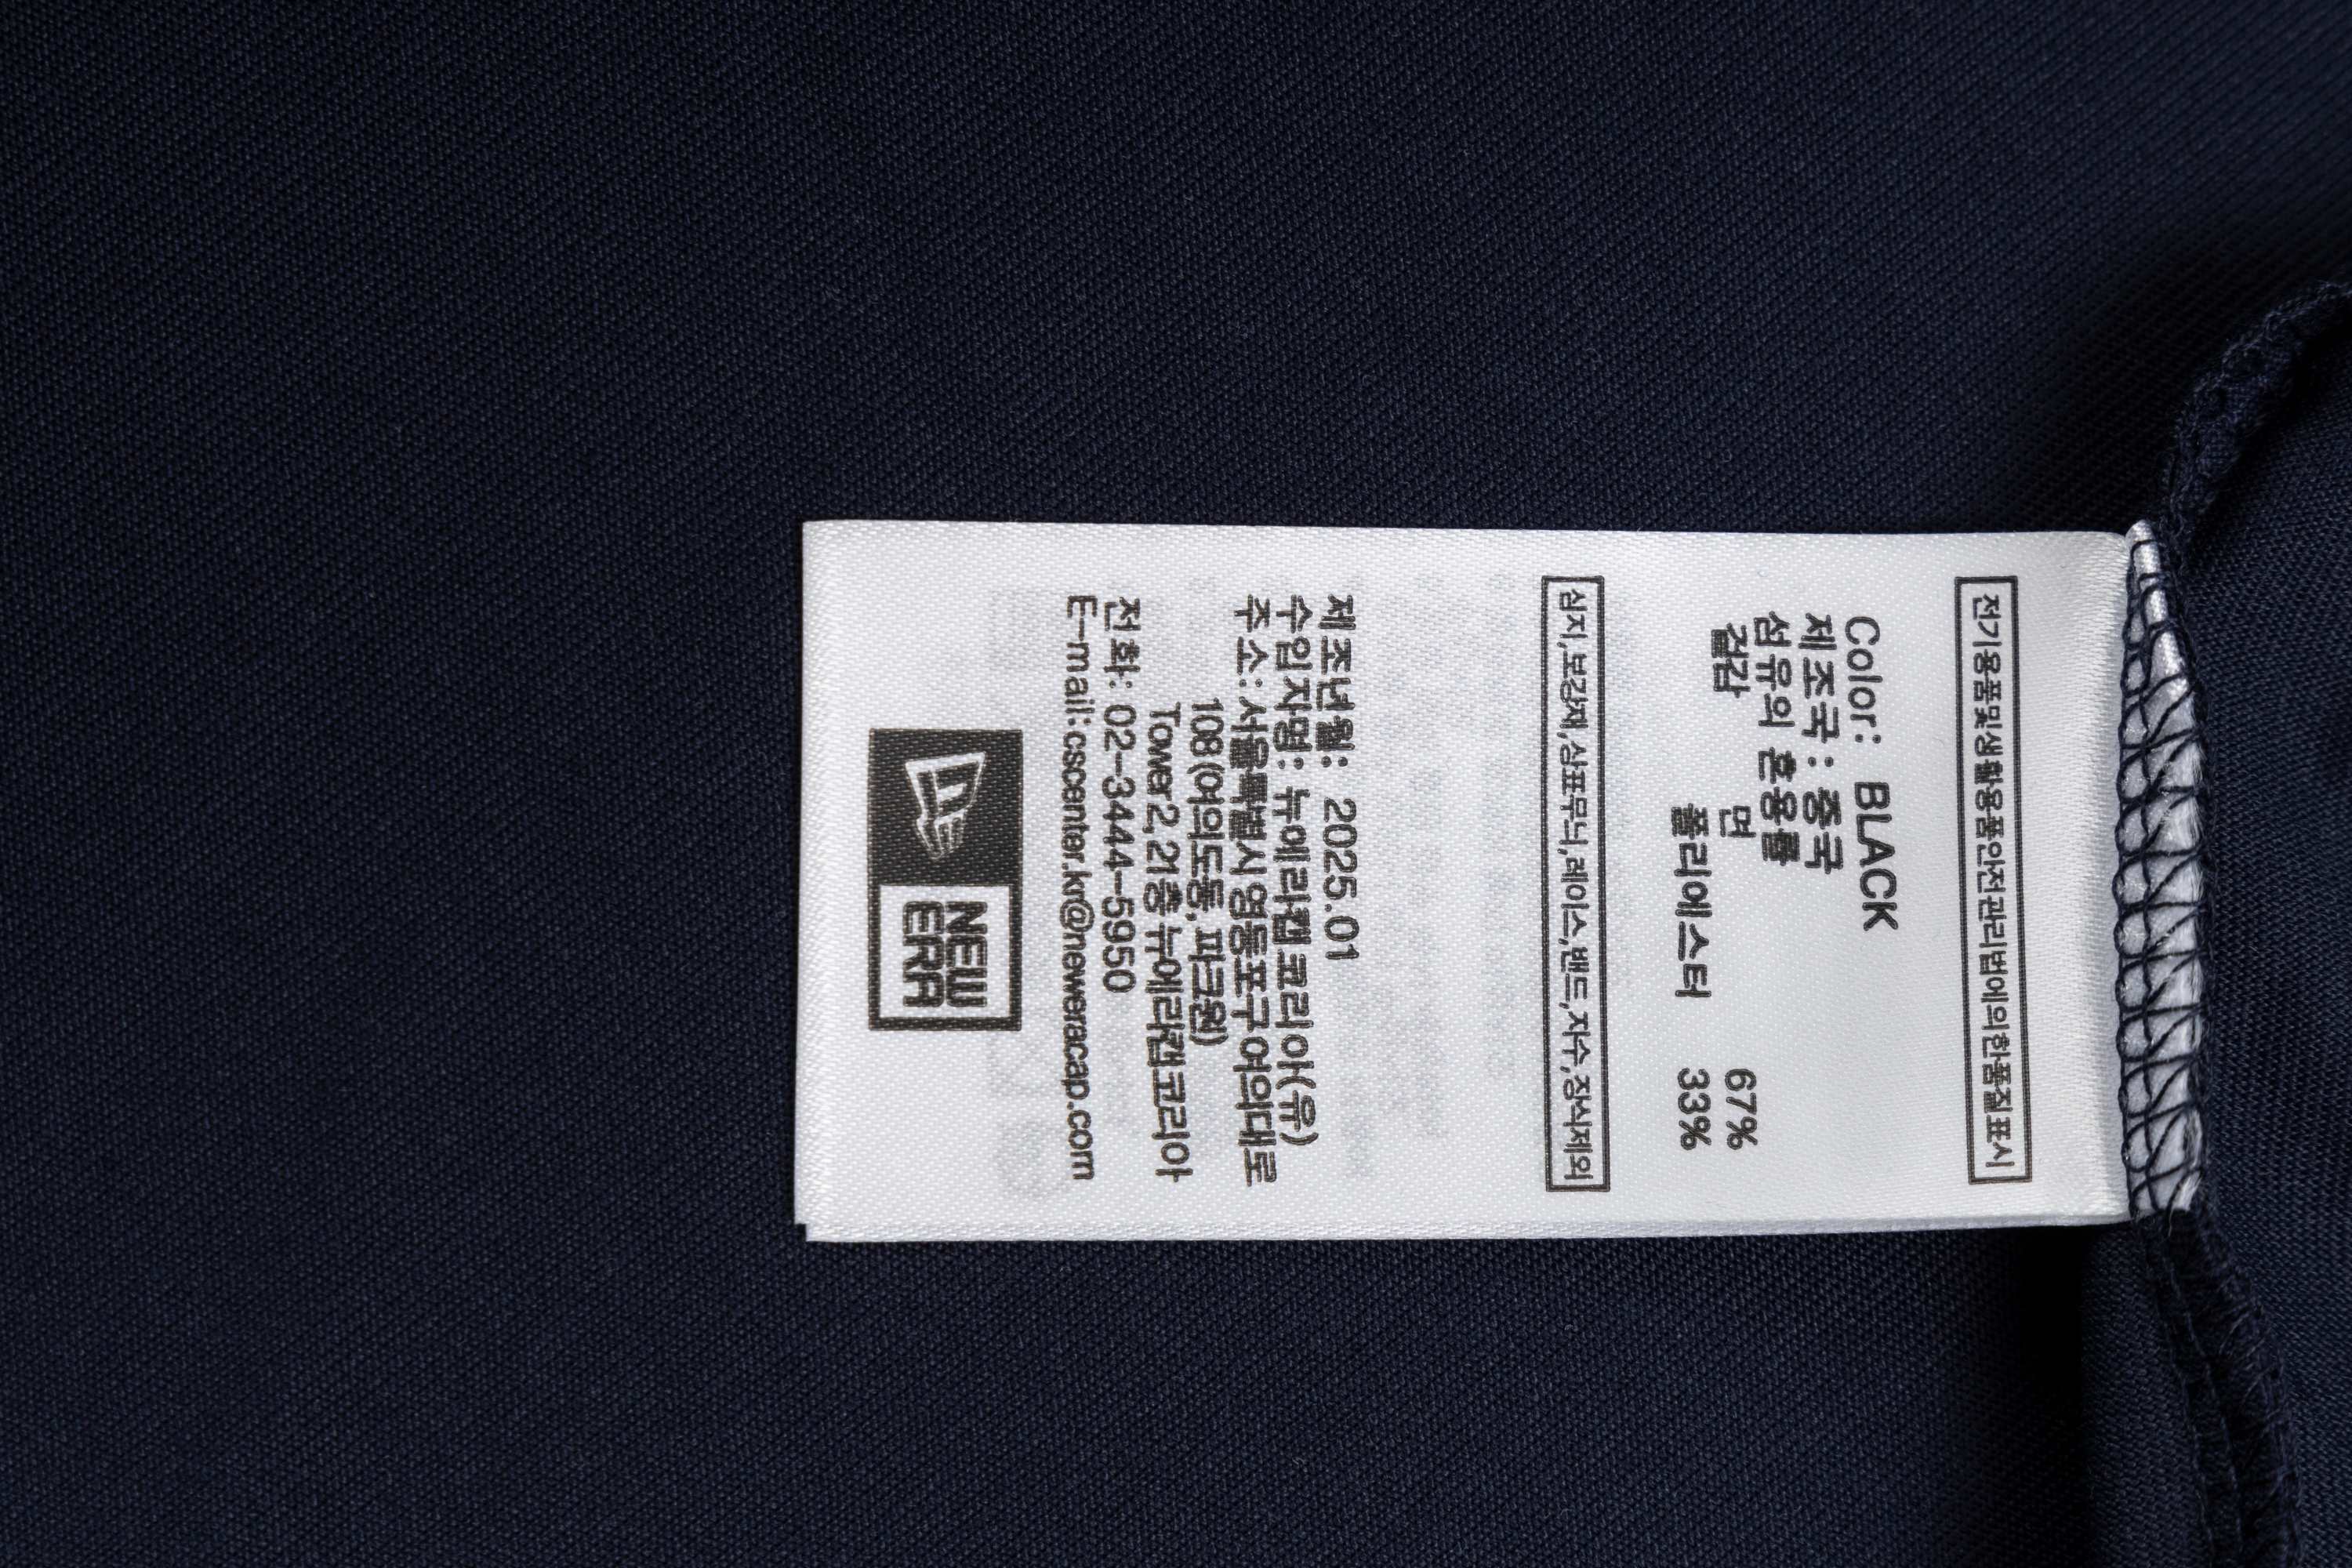 전기용품및생활용품안전관리법에의한품질표시
Color: BLACK
제조국 : 중국
섬유의 혼용률
겉감 면 67%
폴리에스터 33%
심지,보강재,상표무늬,레이스,밴드,자수,장식제외
제조년월: 2025.01
수입자명: 뉴에라캡 코리아(유)
주소:서울특별시 영등포구 여의대로
108 (여의도동, 파크원)
Tower2, 21층 뉴에라캡코리아
전화: 02-3444-5950
E-mail: cscenter.kr@neweracap.com
NEW
ERA